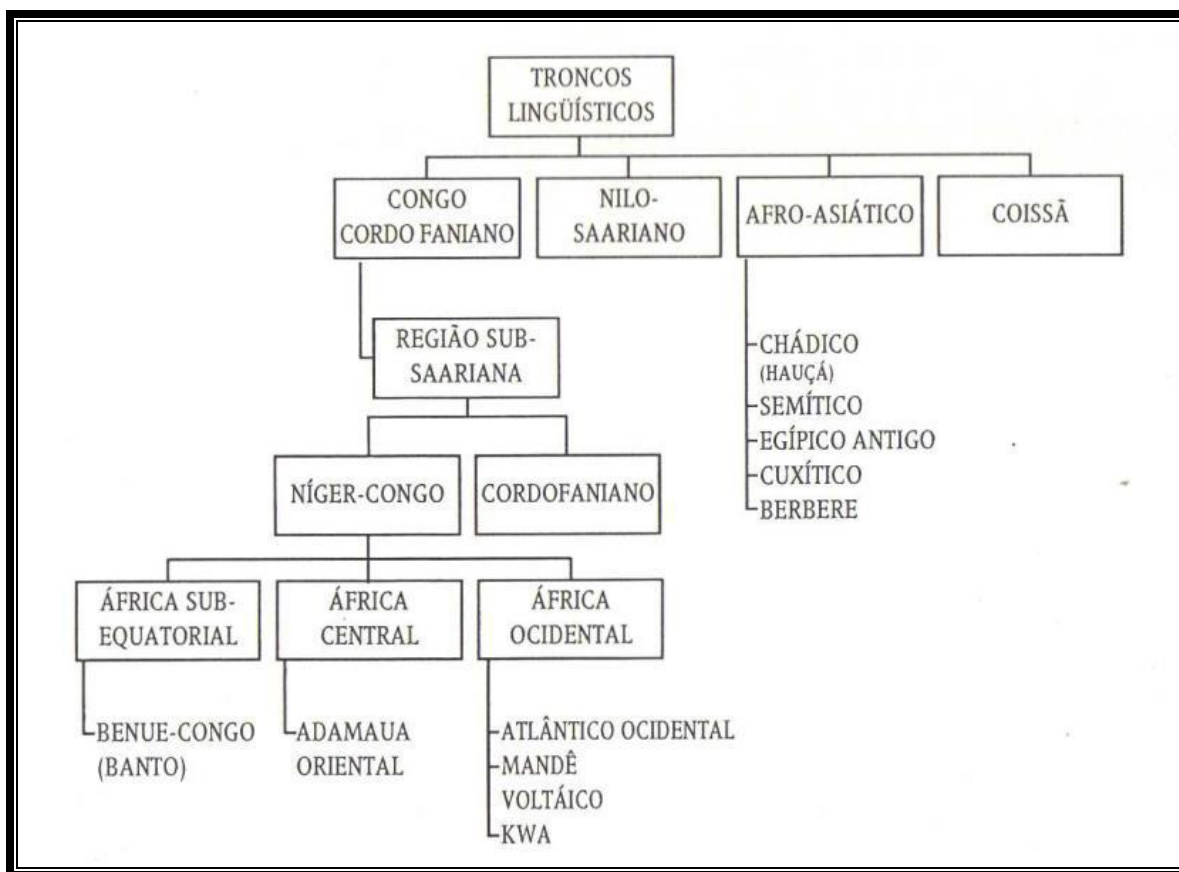 TRONCOS
LINGÜÍSTICOS
CONGO
CORDO FANIANO
NILO-
SAARIANO
AFRO-ASIÁTICO
COISSÃ
REGIÃO SUB-
SAARIANA
CHÁDICO
(HAUÇÁ)
SEMÍTICO
EGÍPICO ANTIGO
CUXÍTICO
BERBERE
NÍGER-CONGO
CORDOFANIANO
ÁFRICA SUB-
EQUATORIAL
ÁFRICA
CENTRAL
ÁFRICA
OCIDENTAL
BENUE-CONGO
(BANTO)
ADAMAUA
ORIENTAL
ATLÂNTICO OCIDENTAL
MANDÊ
VOLTÁICO
KWA